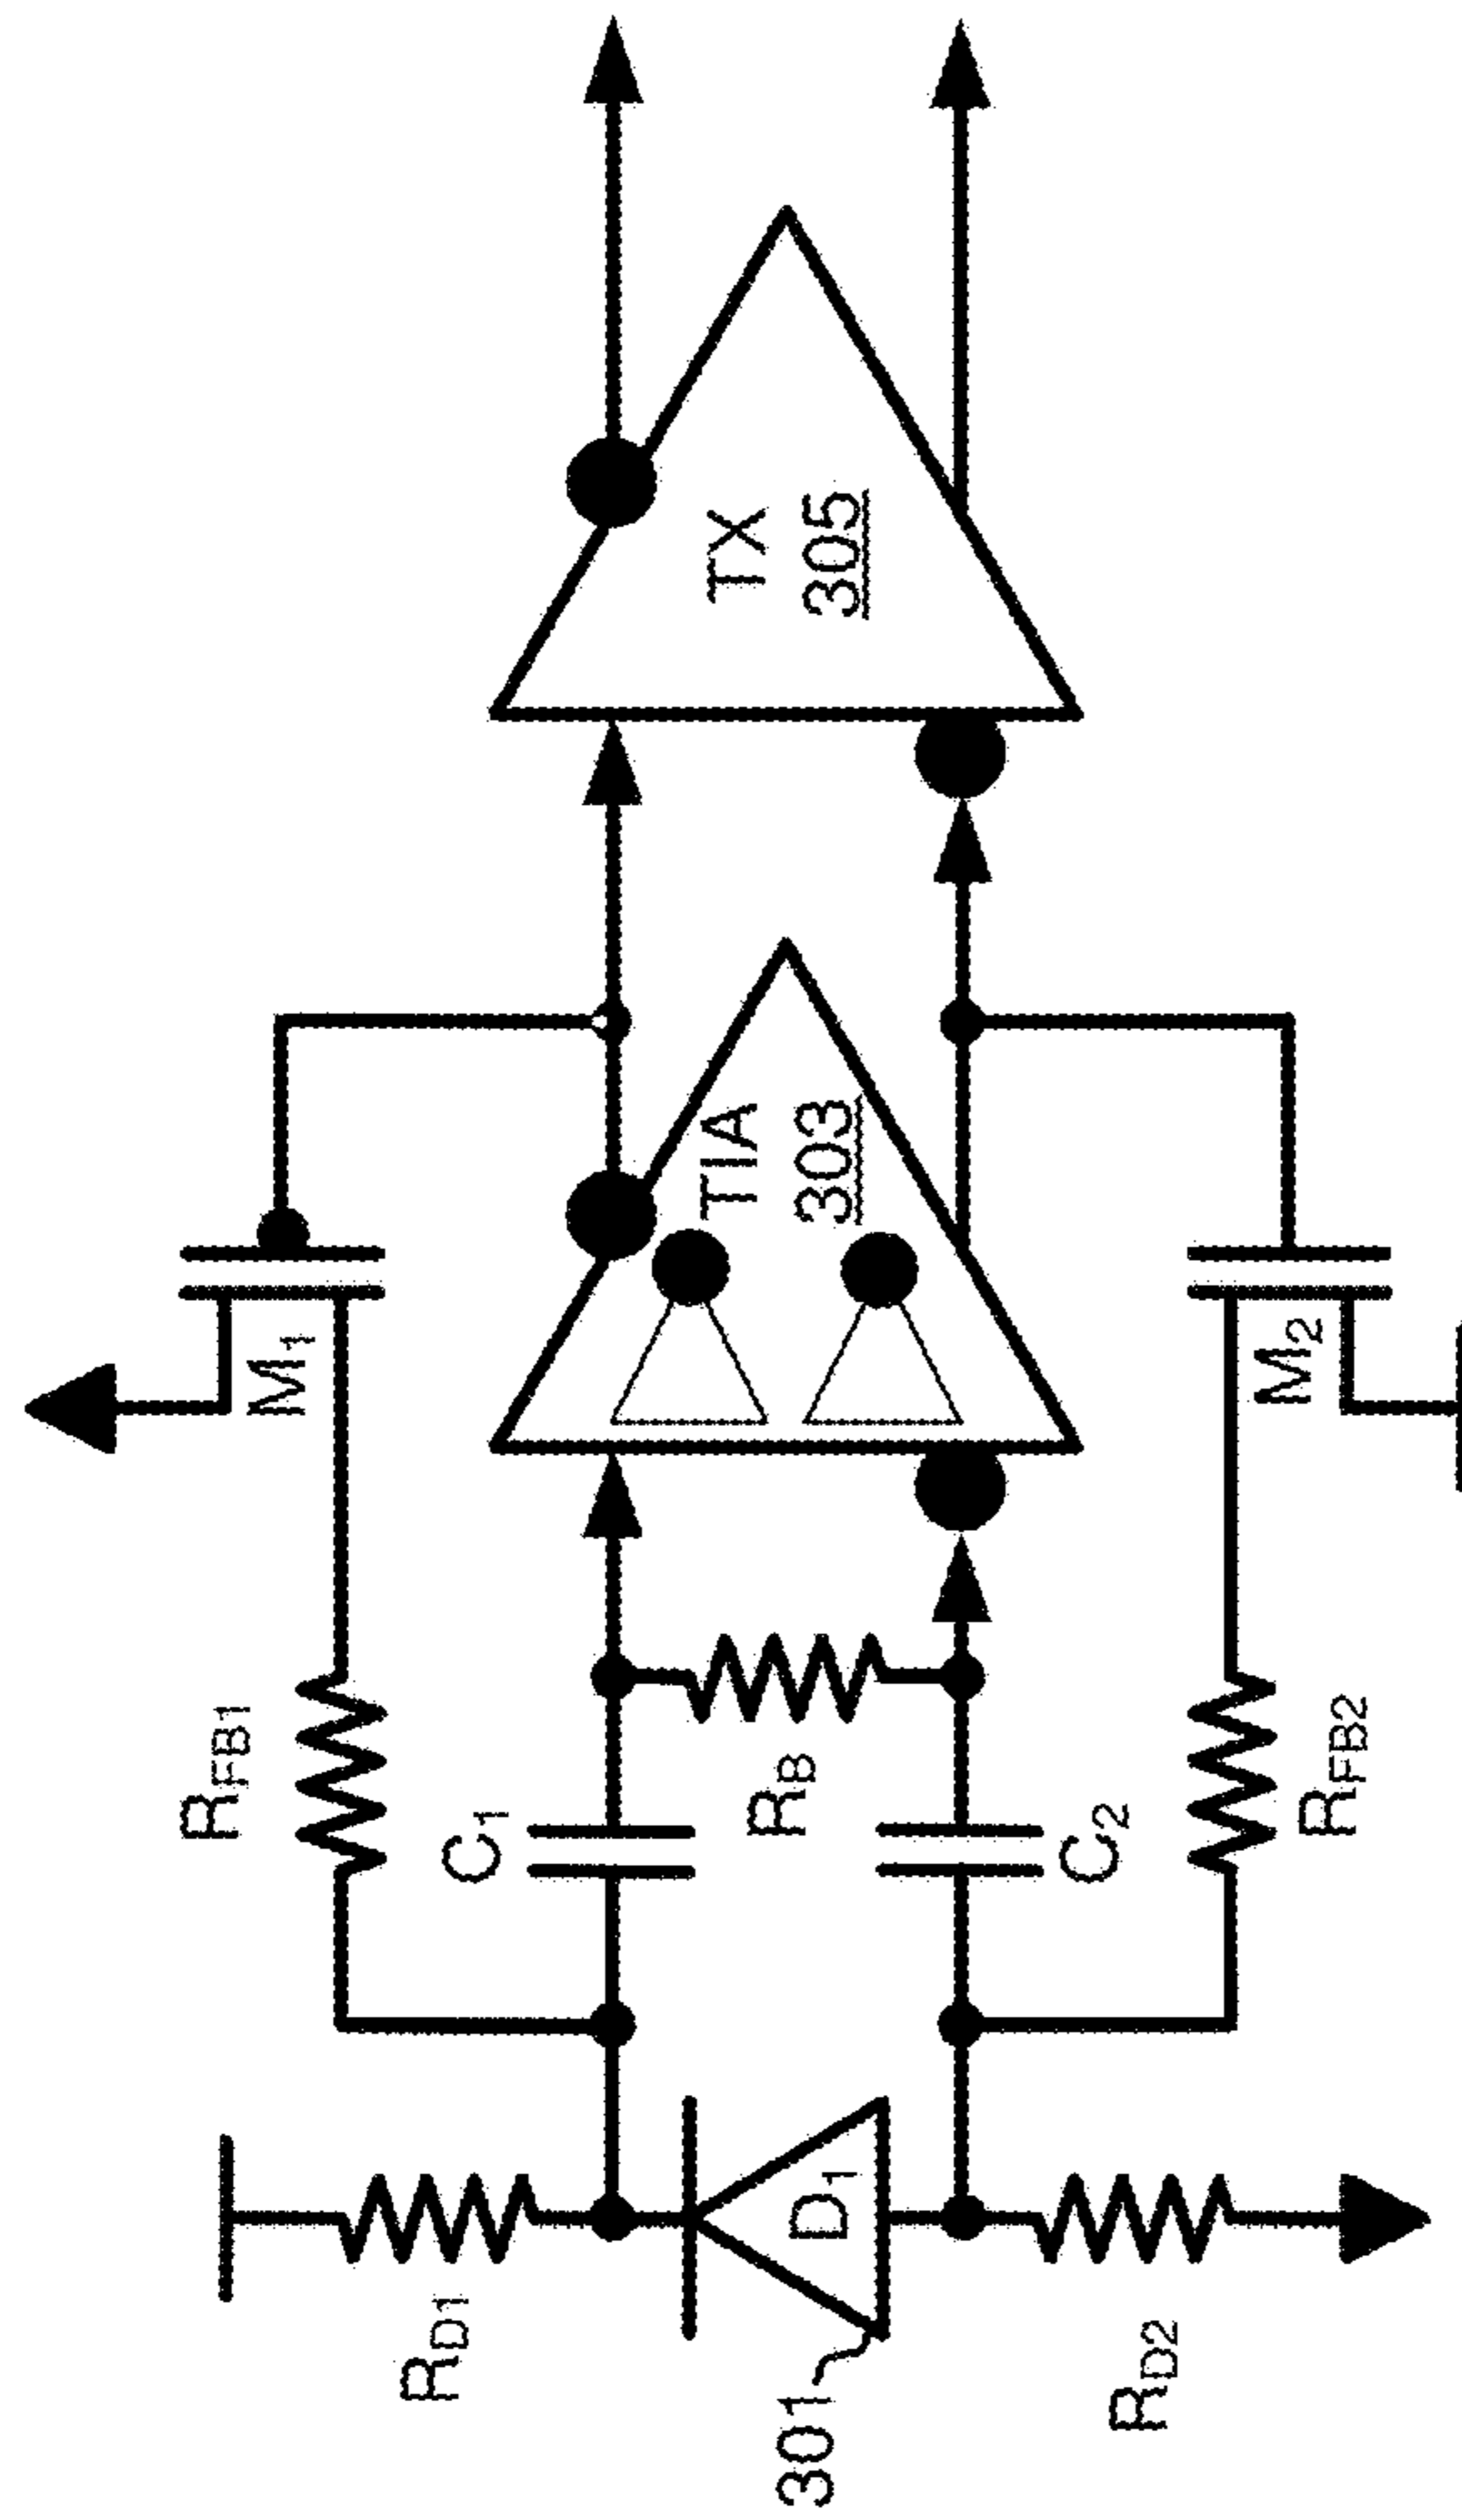 M1
RFB1
C1
RD1
TX
305
TIA
303
RB
D1
301
C2
M2
RFB2
RD2